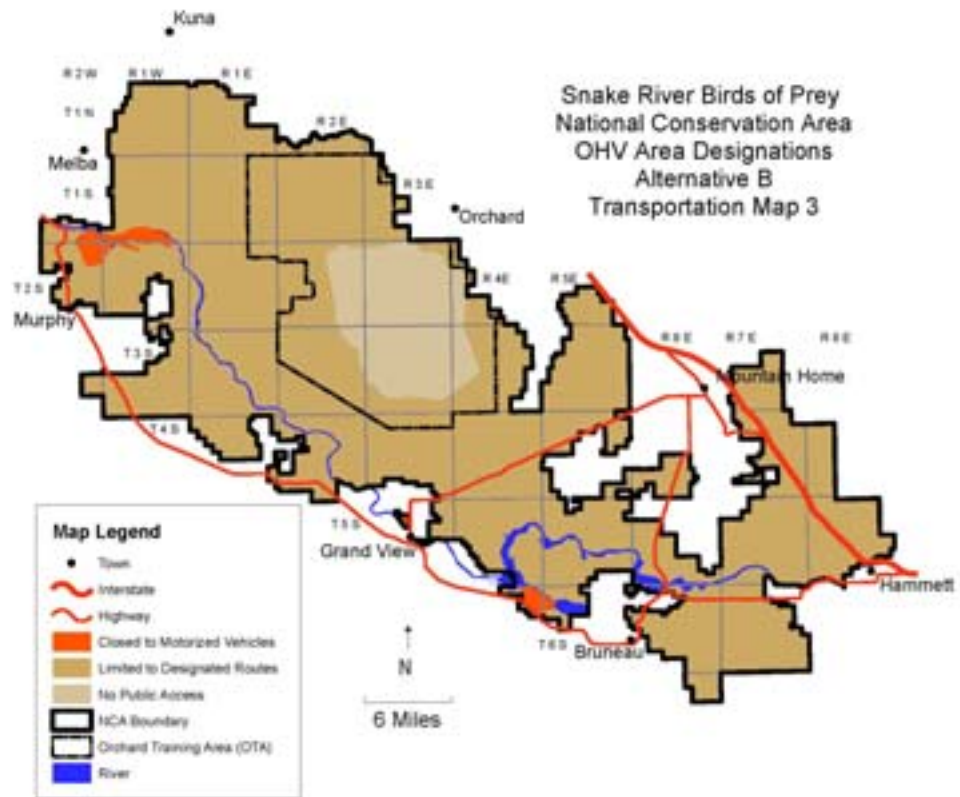 Kuna
R2W R1W R1E
T1N
R2E
Melba
T1S
R3E
Orchard
Snake River Birds of Prey
National Conservation Area
OHV Area Designations
Alternative B
Transportation Map 3
T2S
R4E
R5E
Murphy
T3S
R6E R7E R8E
Mountain Home
T4S
T5S
Grand View
Hammett
T6S
Bruneau
N
6 Miles
Map Legend
Town
Interstate
Highway
Closed to Motorized Vehicles
Limited to Designated Routes
No Public Access
NCA Boundary
Orchard Training Area (OTA)
River